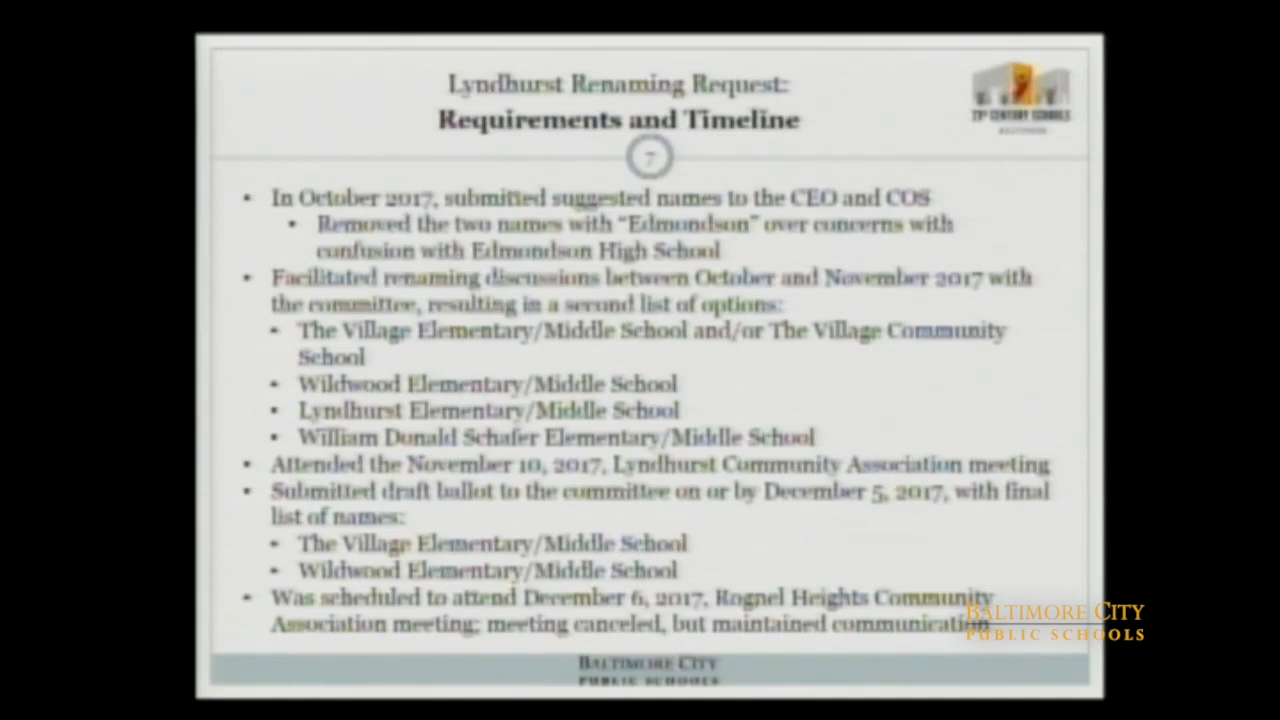 Lyndhurst Renaming Request:
Requirements and Timeline
21st CENTURY SCHOOLS
7
• In October 2017, submitted suggested names to the CEO and COS
• Removed the two names with “Edmondson” over concerns with
confusion with Edmondson High School
• Facilitated renaming discussions between October and November 2017 with
the committee, resulting in a second list of options:
• The Village Elementary/Middle School and/or The Village Community
School
• Wildwood Elementary/Middle School
• Lyndhurst Elementary/Middle School
• William Donald Schafer Elementary/Middle School
• Attended the November 10, 2017, Lyndhurst Community Association meeting
• Submitted draft ballot to the committee on or by December 5, 2017, with final
list of names:
• The Village Elementary/Middle School
• Wildwood Elementary/Middle School
• Was scheduled to attend December 6, 2017, Rognel Heights Community
Association meeting; meeting canceled, but maintained communication
BALTIMORE CITY
PUBLIC SCHOOLS
BALTIMORE CITY
PUBLIC SCHOOLS